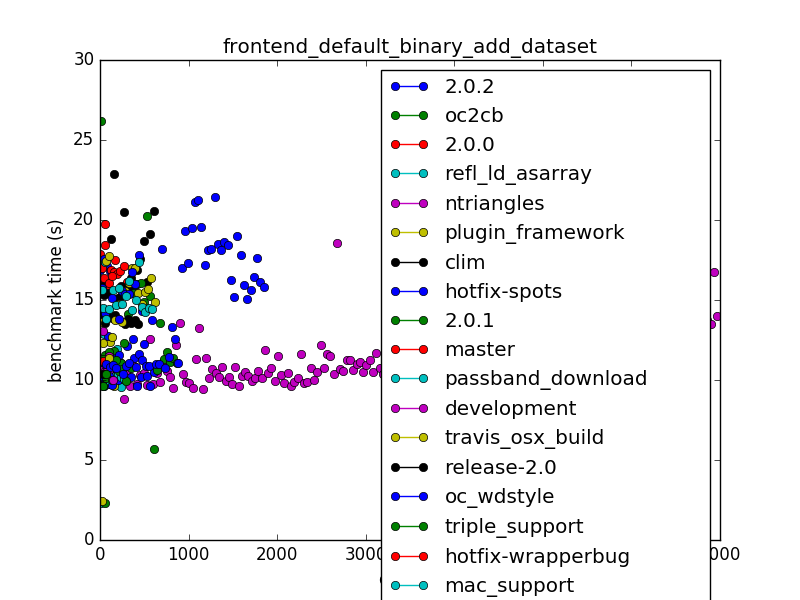 frontend_default_binary_add_dataset
benchmark time (s)
30
25
20
15
10
5
0
0
1000
2000
3000
000
2.0.2
oc2cb
2.0.0
refl_ld_asarray
ntriangles
plugin_framework
clim
hotfix-spots
2.0.1
master
passband_download
development
travis_osx_build
release-2.0
oc_wdstyle
triple_support
hotfix-wrapperbug
mac_support